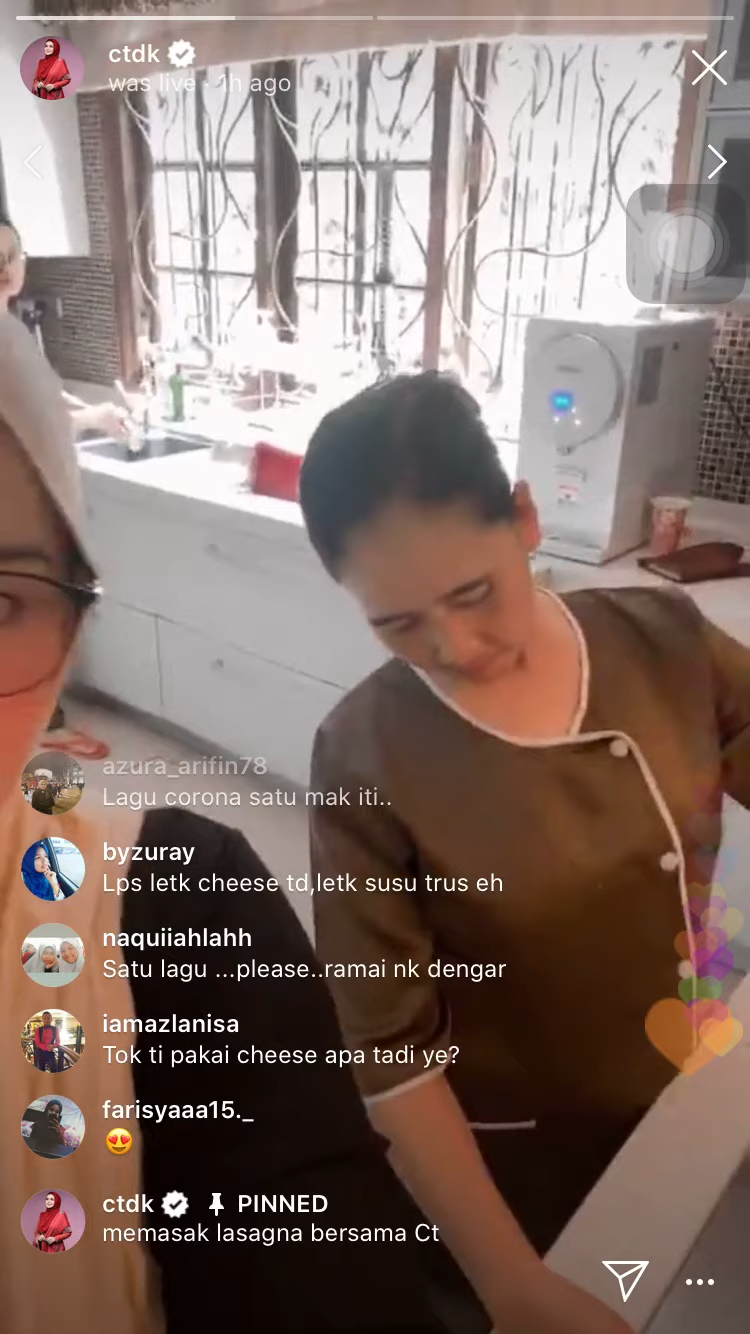 ctdk
was live · 1h ago
azura_arifin78
Lagu corona satu mak iti..
byzuray
Lps letk cheese td,letk susu trus eh
naquiiahlahh
Satu lagu ...please..ramai nk dengar
iamazlanisa
Tok ti pakai cheese apa tadi ye?
farisyaaa15._
😍
ctdk PINNED
memasak lasagna bersama Ct